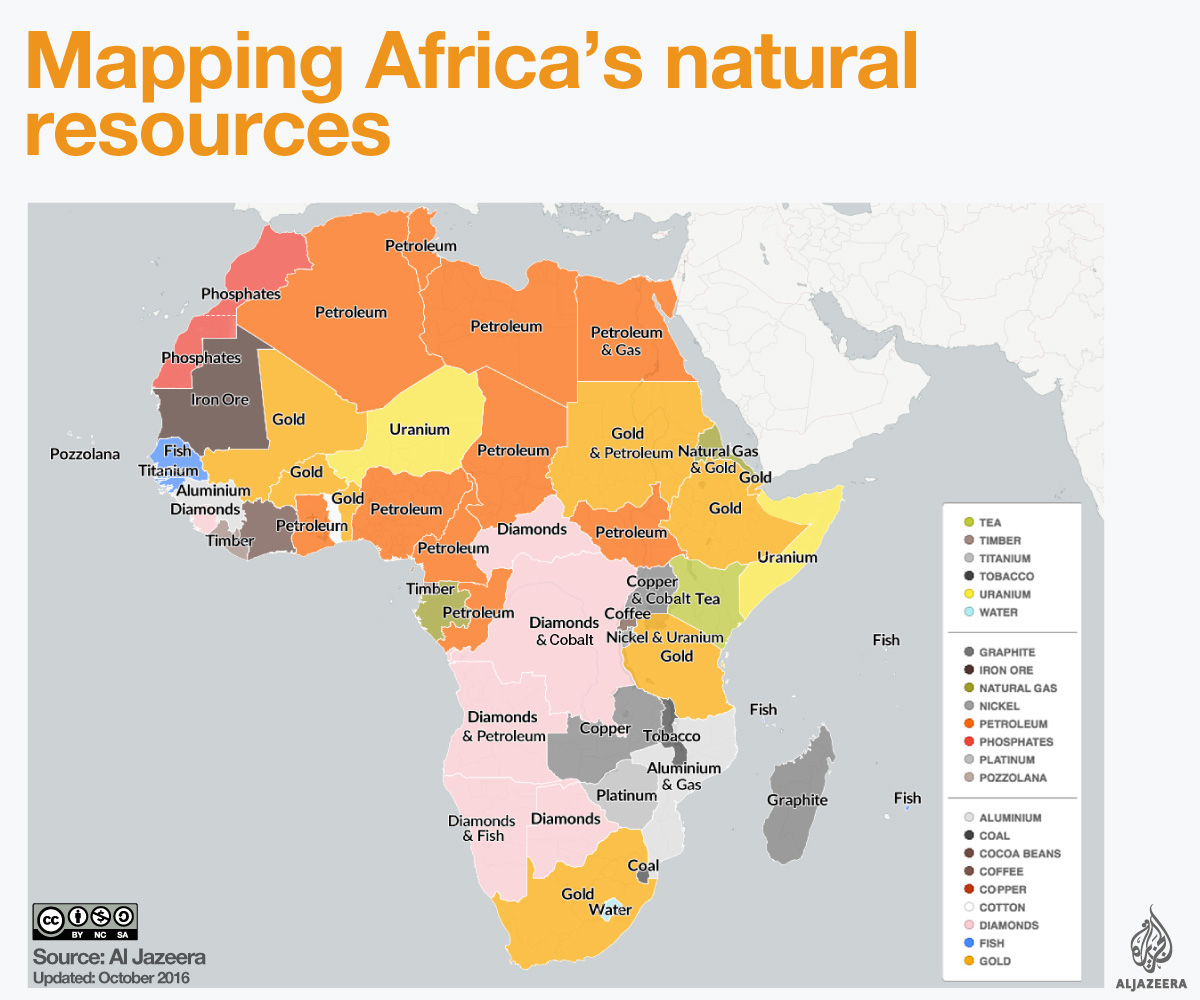 Mapping Africa's natural
resources
Petroleum
Phosphates
Petroleum
Petroleum
Petroleum
& Gas
Phosphates
Iron Ore
Gold
Uranium
Gold
& Petroleum
Pozzolana
Fish
Petroleum
Natural Gas
& Gold
Titanium
Gold
Gold
Aluminium
Gold
Diamonds
Petroleum
Gold
Petroleum
Timber
Diamonds
Petroleum
Petroleum
Uranium
Timber
Copper
& Cobalt
Tea
Petroleum
Coffee
Diamonds
& Cobalt
Nickel & Uranium
Gold
Fish
Diamonds
& Petroleum
Fish
Copper
Tobacco
Aluminium
& Gas
Platinum
Graphite
Fish
Diamonds
& Fish
Diamonds
Coal
Gold
Water
TEA
TIMBER
TITANIUM
TOBACCO
URANIUM
WATER
GRAPHITE
IRON ORE
NATURAL GAS
NICKEL
PETROLEUM
PHOSPHATES
PLATINUM
POZZOLANA
ALUMINIUM
COAL
COCOA BEANS
COFFEE
COPPER
COTTON
DIAMONDS
FISH
GOLD
cc
BY NC SA
Source: Al Jazeera
Updated: October 2016
ALJAZEERA